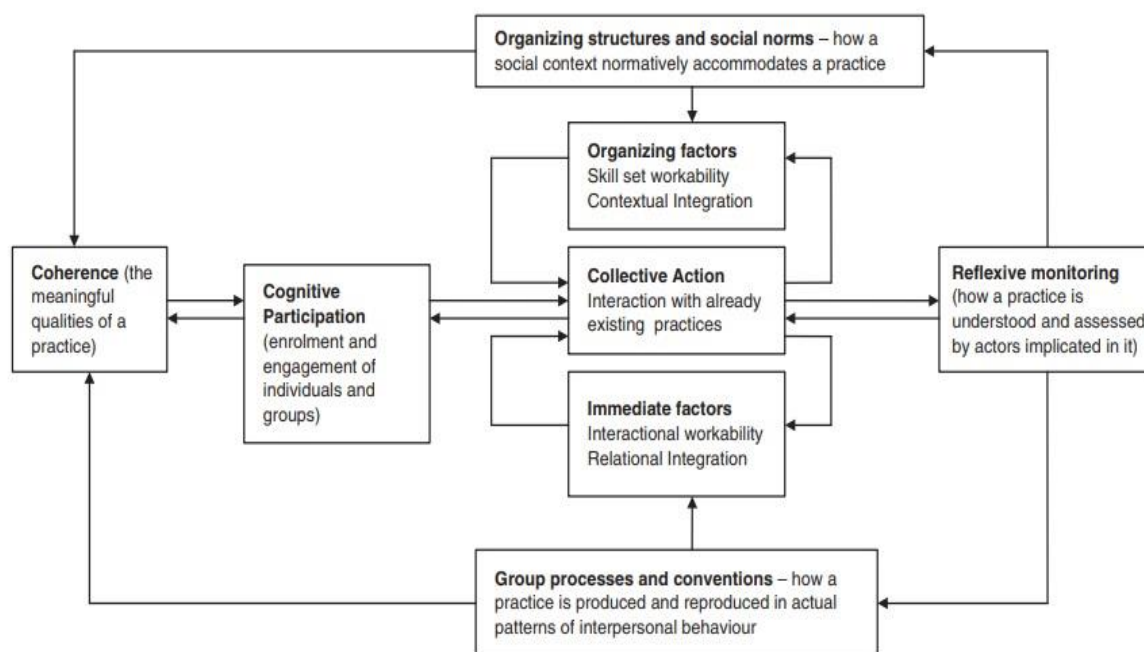 Organizing structures and social norms – how a
social context normatively accommodates a practice
Organizing factors
Skill set workability
Contextual Integration
Coherence (the
meaningful
qualities of a
practice)
Cognitive
Participation
(enrolment and
engagement of
individuals and
groups)
Collective Action
Interaction with already
existing practices
Reflexive monitoring
(how a practice is
understood and assessed
by actors implicated in it)
Immediate factors
Interactional workability
Relational Integration
Group processes and conventions – how a
practice is produced and reproduced in actual
patterns of interpersonal behaviour